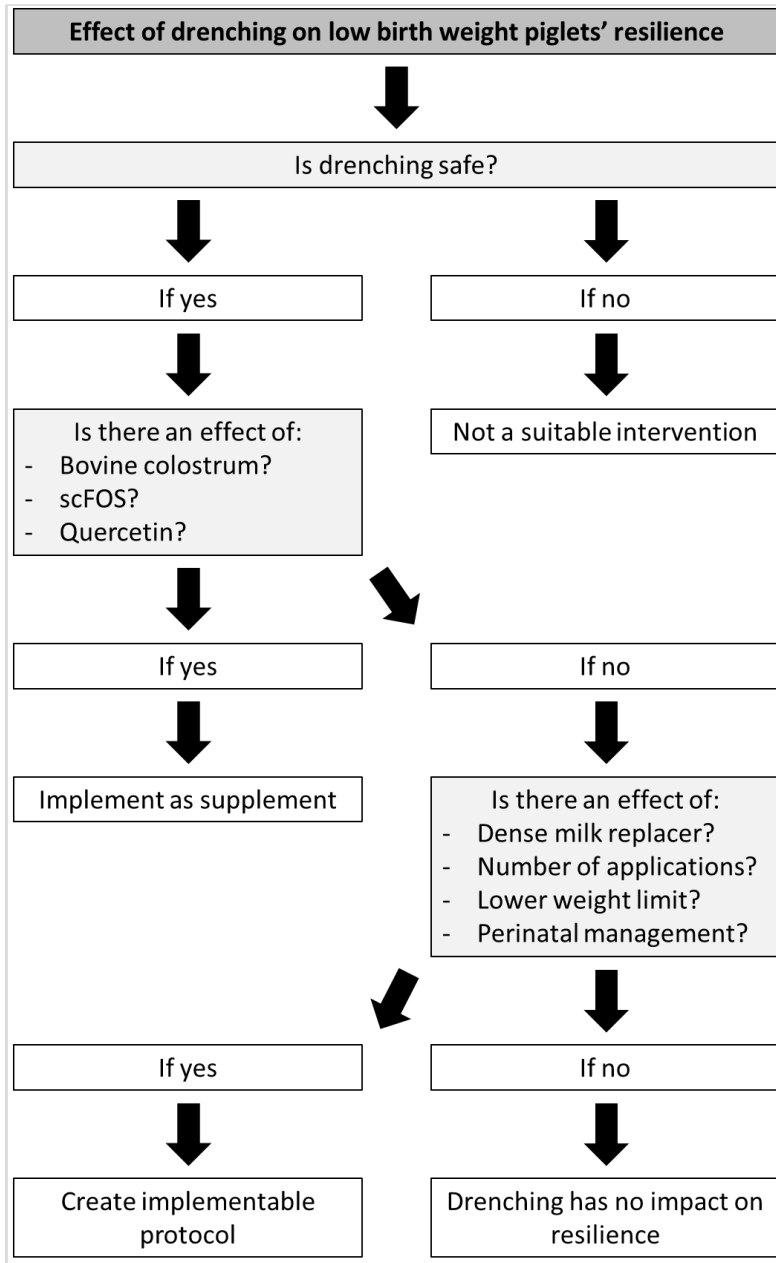 Effect of drenching on low birth weight piglets’ resilience
Is drenching safe?
If yes
If no
Is there an effect of:
- Bovine colostrum?
- scFOS?
- Quercetin?
Not a suitable intervention
If yes
If no
Implement as supplement
Is there an effect of:
- Dense milk replacer?
- Number of applications?
- Lower weight limit?
- Perinatal management?
If yes
If no
Create implementable
protocol
Drenching has no impact on
resilience